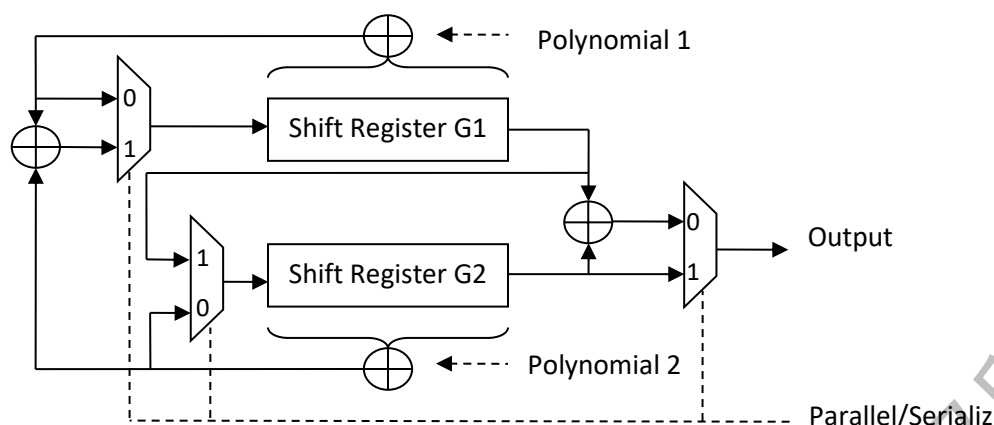 Polynomial 1
0
Shift Register G1
1
0
Output
1
Shift Register G2
1
0
Polynomial 2
Parallel/Serializ